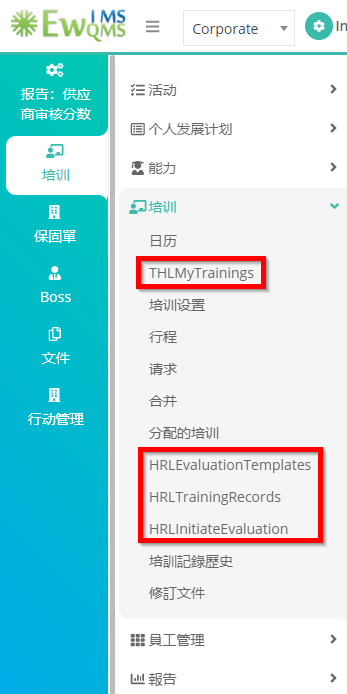 Ewo IMS QMS
Corporate
In
报告：供应
商审核分数
培训
保固單
Boss
文件
行动管理
活动
个人发展计划
能力
培训
日历
THLMyTrainings
培训设置
行程
请求
合并
分配的培训
HRLEvaluationTemplates
HRLTrainingRecords
HRLInitiateEvaluation
培訓記錄歷史
修訂文件
員工管理
報告